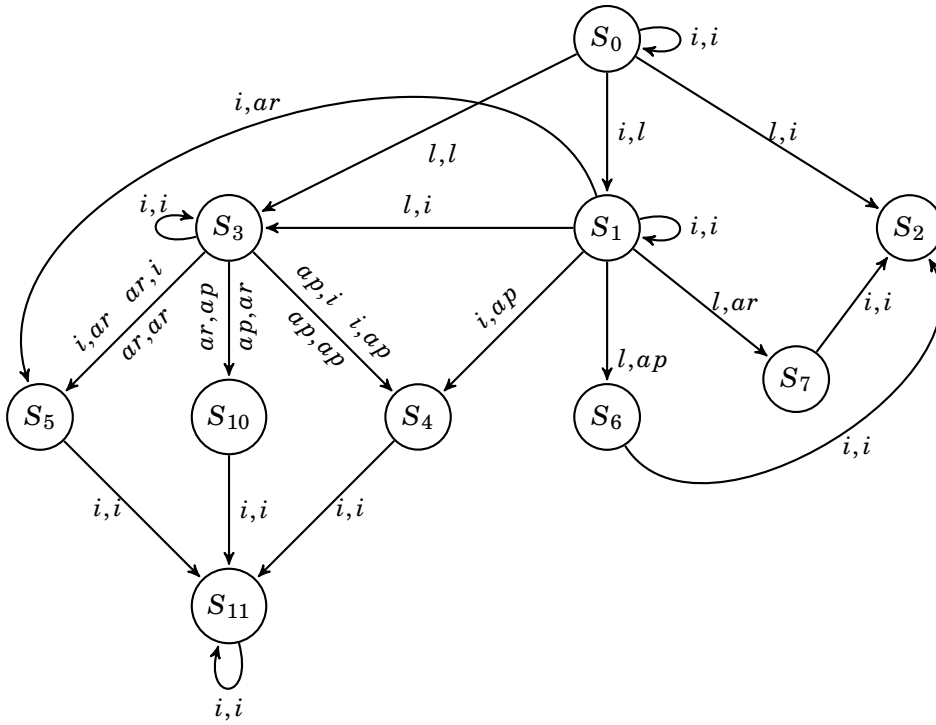 S₀
i,i
i,ar
l,l
i,l
l,i
i,i
S₃
l,i
S₁
i,i
S₂
i,ar
ar,i
ar,ar
ar,ap
ap,ar
ap,i
i,ap
ap,ap
i,ap
l,ap
l,ar
i,i
S₇
S₅
S₁₀
S₄
S₆
i,i
i,i
i,i
i,i
S₁₁
i,i